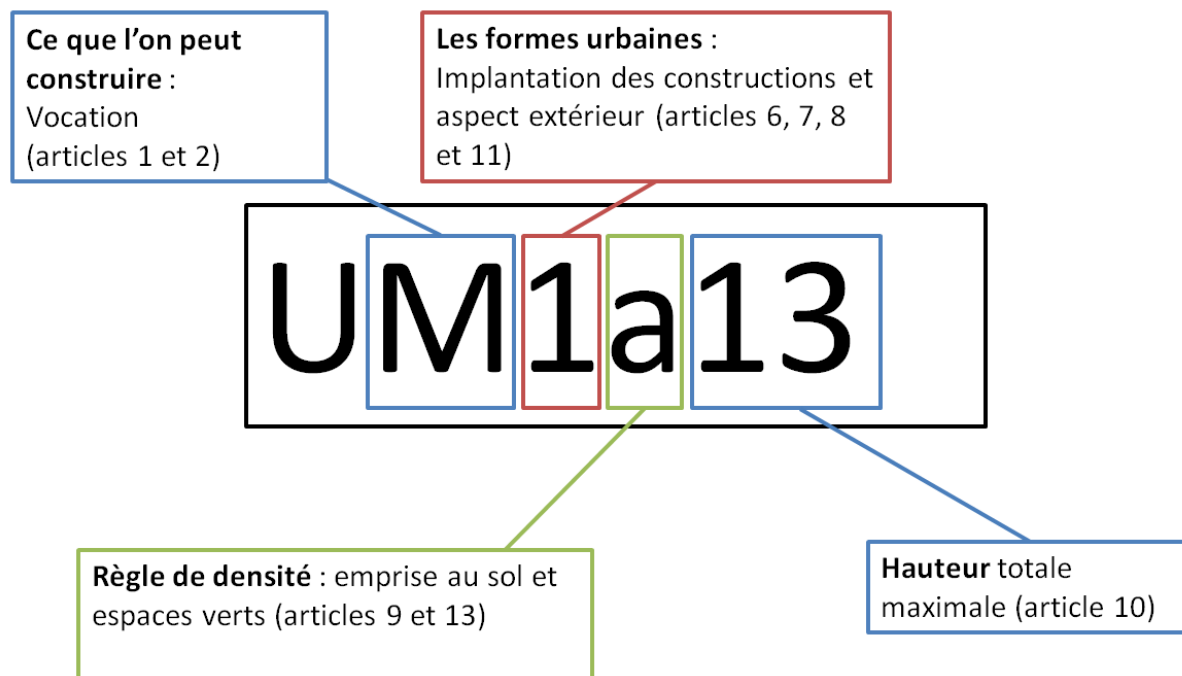 Ce que l’on peut
construire :
Vocation
(articles 1 et 2)
Les formes urbaines :
Implantation des constructions et
aspect extérieur (articles 6, 7, 8
et 11)
UM1a13
Règle de densité : emprise au sol et
espaces verts (articles 9 et 13)
Hauteur totale
maximale (article 10)